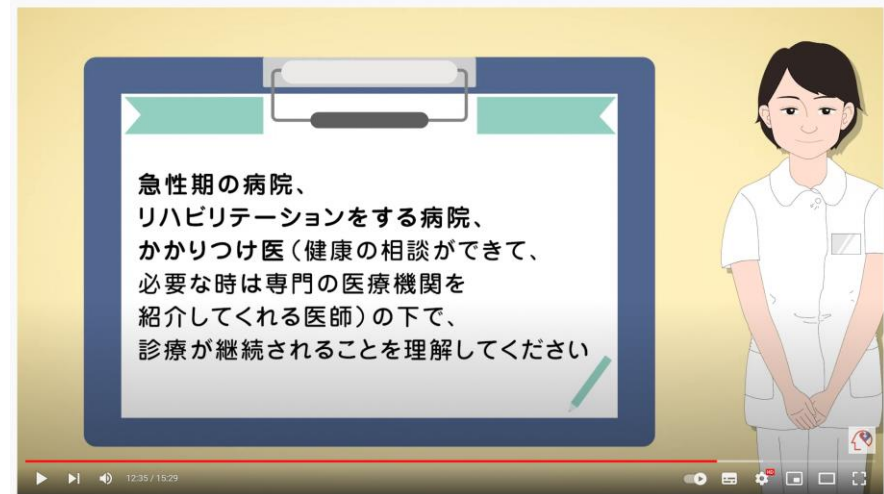 急性期の病院、
リハビリテーションをする病院、
かかりつけ医(健康の相談ができて、
必要な時は専門の医療機関を
紹介してくれる医師)の下で、
診療が継続されることを理解してください
12:35 / 15:29
HD